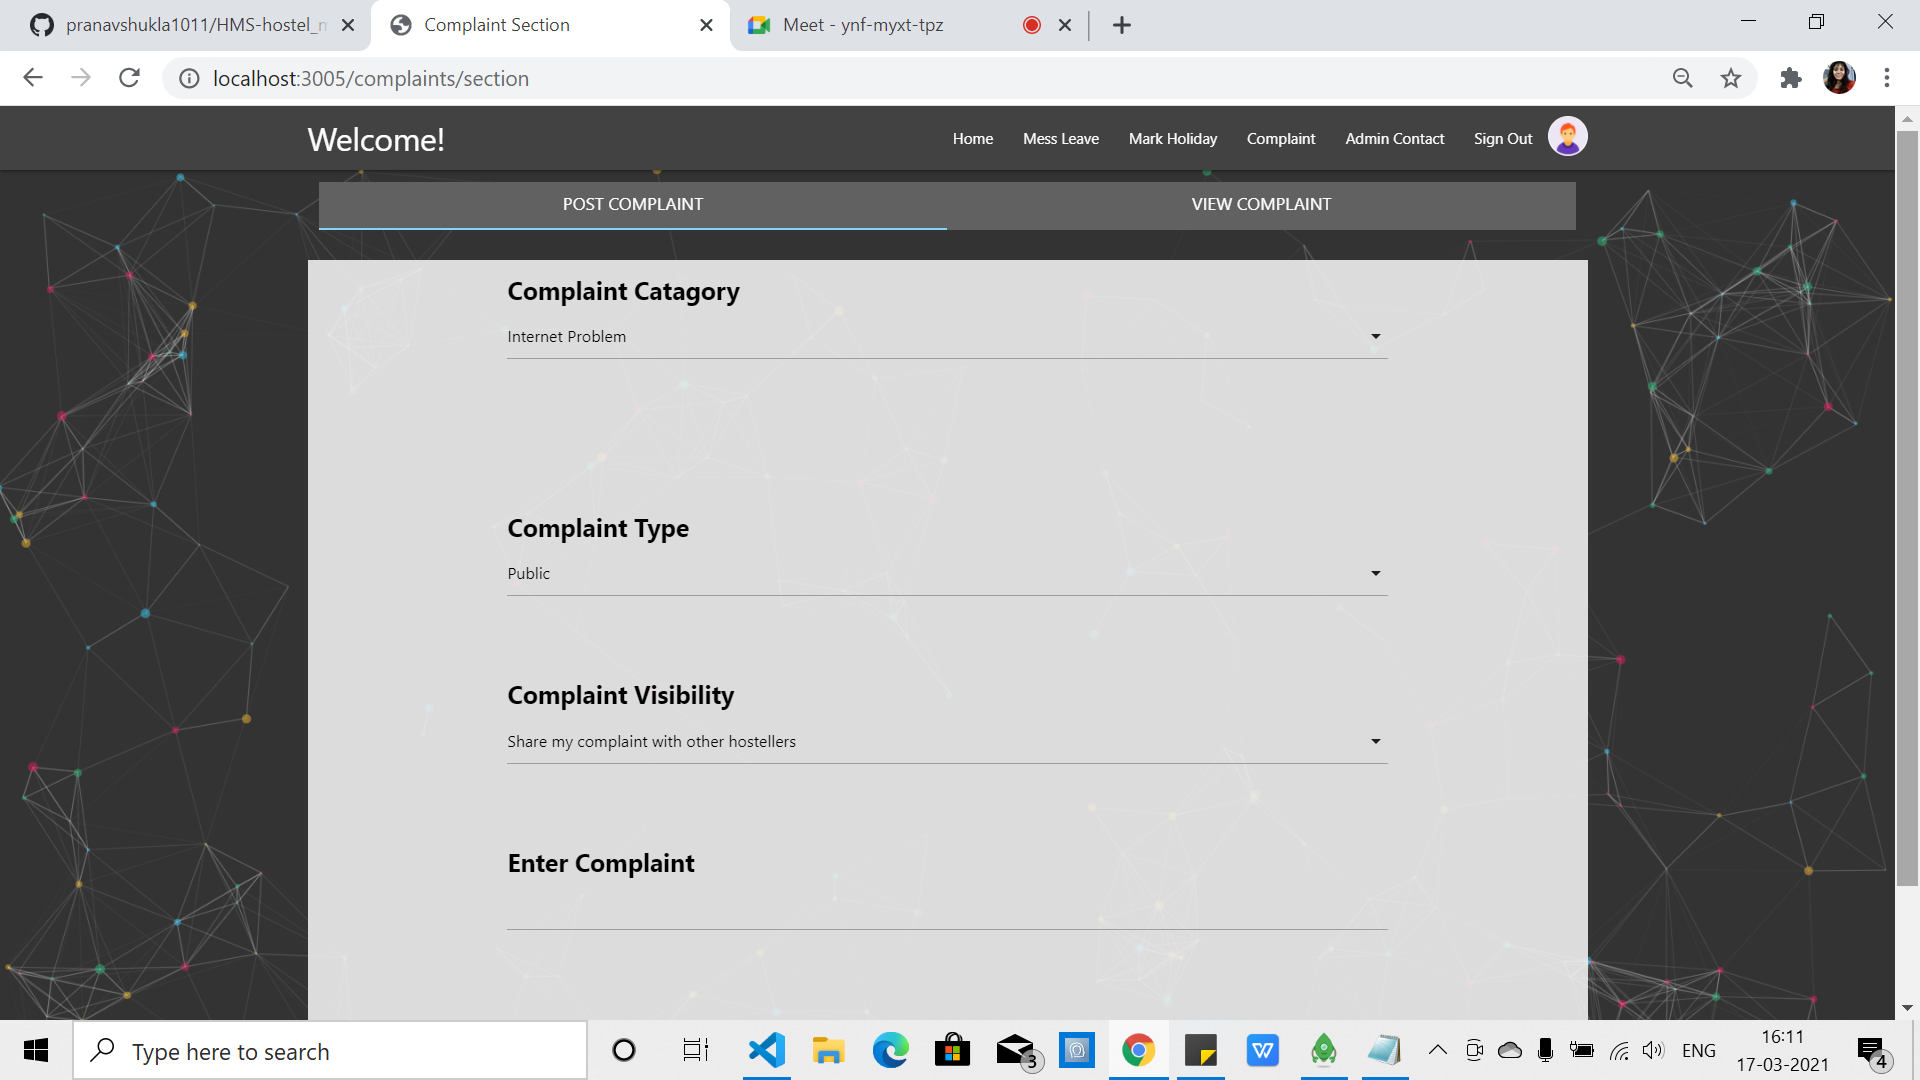 pranavshukla1011/HMS-hostel_m
Complaint Section
Meet - ynf-myxt-tpz
localhost:3005/complaints/section
Welcome!
Home
Mess Leave
Mark Holiday
Complaint
Admin Contact
Sign Out
POST COMPLAINT
VIEW COMPLAINT
Complaint Catagory
Internet Problem
Complaint Type
Public
Complaint Visibility
Share my complaint with other hostellers
Enter Complaint
Type here to search
3
W
ENG
16:11
17-03-2021
4